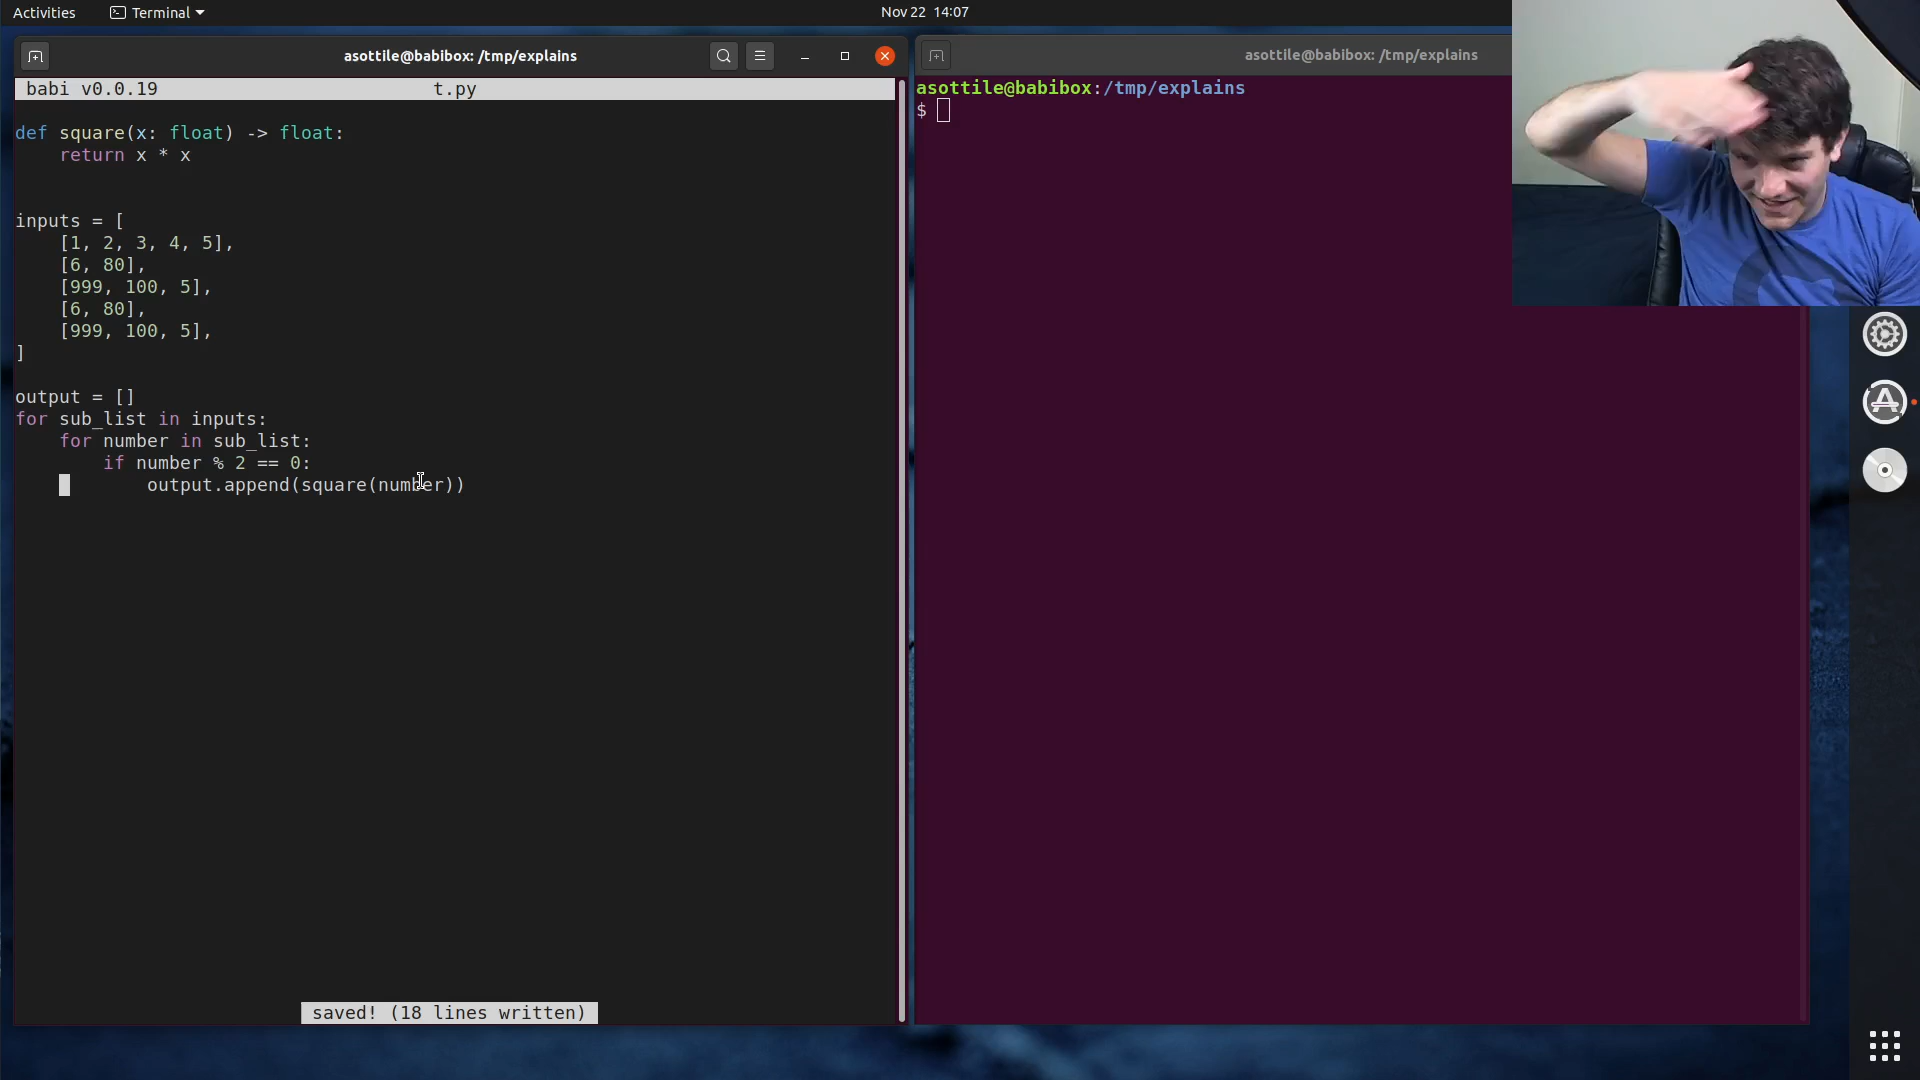 Activities
Terminal
Nov 22 14:07
asottile@babibox: /tmp/explains
babi v0.0.19 t.py
def square(x: float) -> float:
    return x * x
inputs = [
    [1, 2, 3, 4, 5],
    [6, 80],
    [999, 100, 5],
    [6, 80],
    [999, 100, 5],
]
output = []
for sub_list in inputs:
    for number in sub_list:
        if number % 2 == 0:
            output.append(square(number))
saved! (18 lines written)
asottile@babibox: /tmp/explains
asottile@babibox:/tmp/explains
$